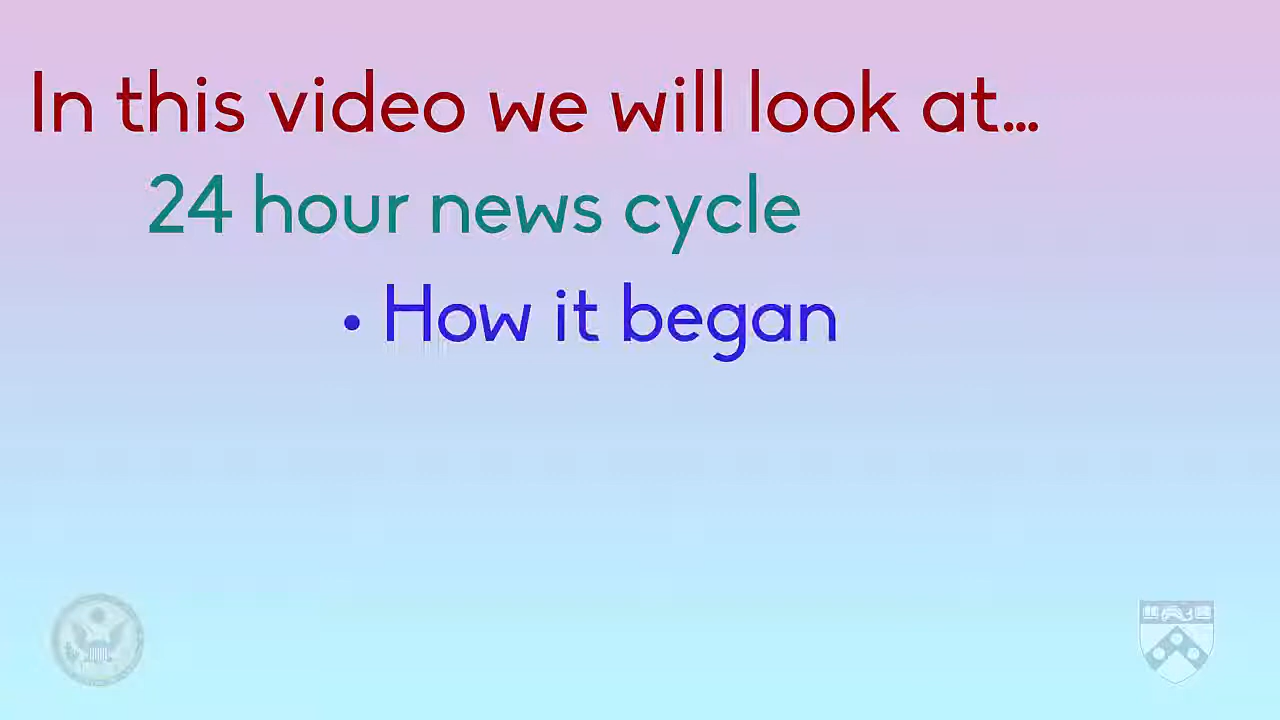 In this video we will look at...
24 hour news cycle
• How it began